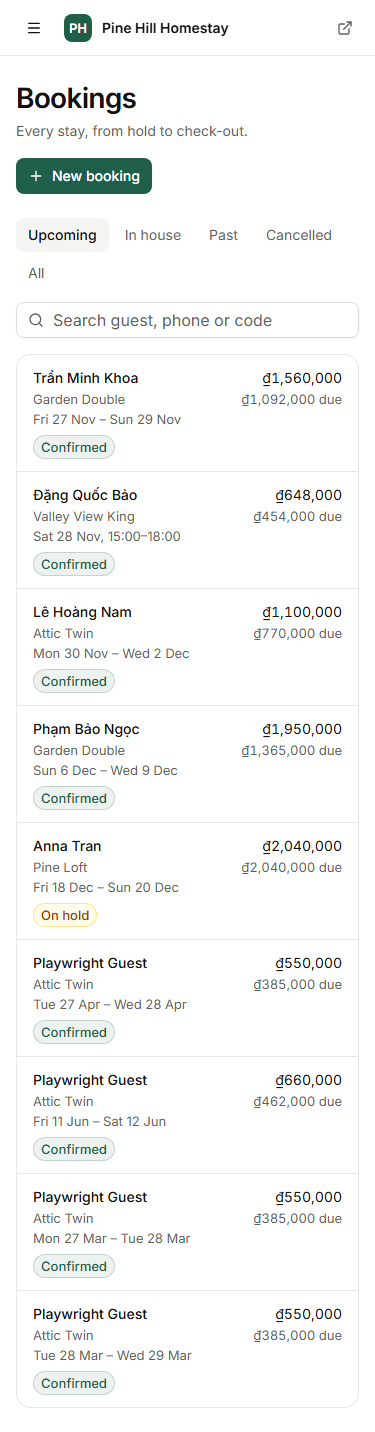 PH Pine Hill Homestay
Bookings
Every stay, from hold to check-out.
+ New booking
Upcoming In house Past Cancelled
All
Search guest, phone or code
Trần Minh Khoa ₫1,560,000
Garden Double ₫1,092,000 due
Fri 27 Nov – Sun 29 Nov
Confirmed
Đặng Quốc Bảo ₫648,000
Valley View King ₫454,000 due
Sat 28 Nov, 15:00–18:00
Confirmed
Lê Hoàng Nam ₫1,100,000
Attic Twin ₫770,000 due
Mon 30 Nov – Wed 2 Dec
Confirmed
Phạm Bảo Ngọc ₫1,950,000
Garden Double ₫1,365,000 due
Sun 6 Dec – Wed 9 Dec
Confirmed
Anna Tran ₫2,040,000
Pine Loft ₫2,040,000 due
Fri 18 Dec – Sun 20 Dec
On hold
Playwright Guest ₫550,000
Attic Twin ₫385,000 due
Tue 27 Apr – Wed 28 Apr
Confirmed
Playwright Guest ₫660,000
Attic Twin ₫462,000 due
Fri 11 Jun – Sat 12 Jun
Confirmed
Playwright Guest ₫550,000
Attic Twin ₫385,000 due
Mon 27 Mar – Tue 28 Mar
Confirmed
Playwright Guest ₫550,000
Attic Twin ₫385,000 due
Tue 28 Mar – Wed 29 Mar
Confirmed